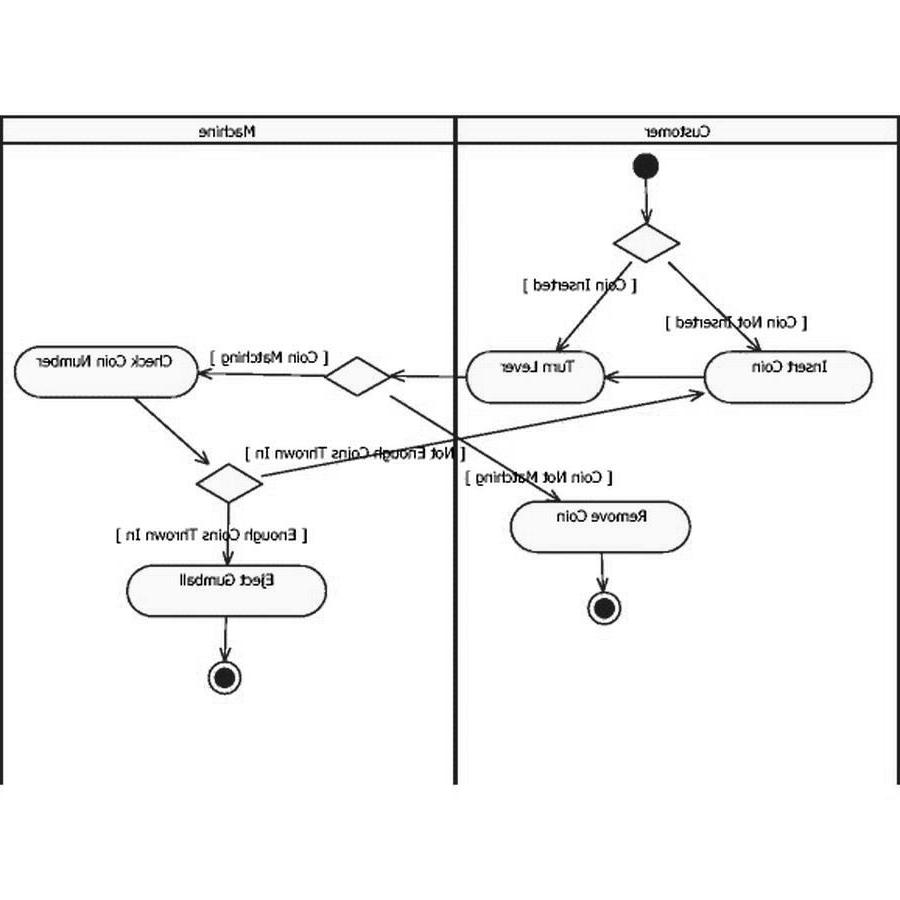 Customer
Machine
[ Coin Inserted ]
[ Coin Not Inserted ]
Insert Coin
Turn Lever
[ Coin Matching ]
Check Coin Number
[ Not Enough Coins Thrown In ]
[ Coin Not Matching ]
Remove Coin
[ Enough Coins Thrown In ]
Eject Gumball